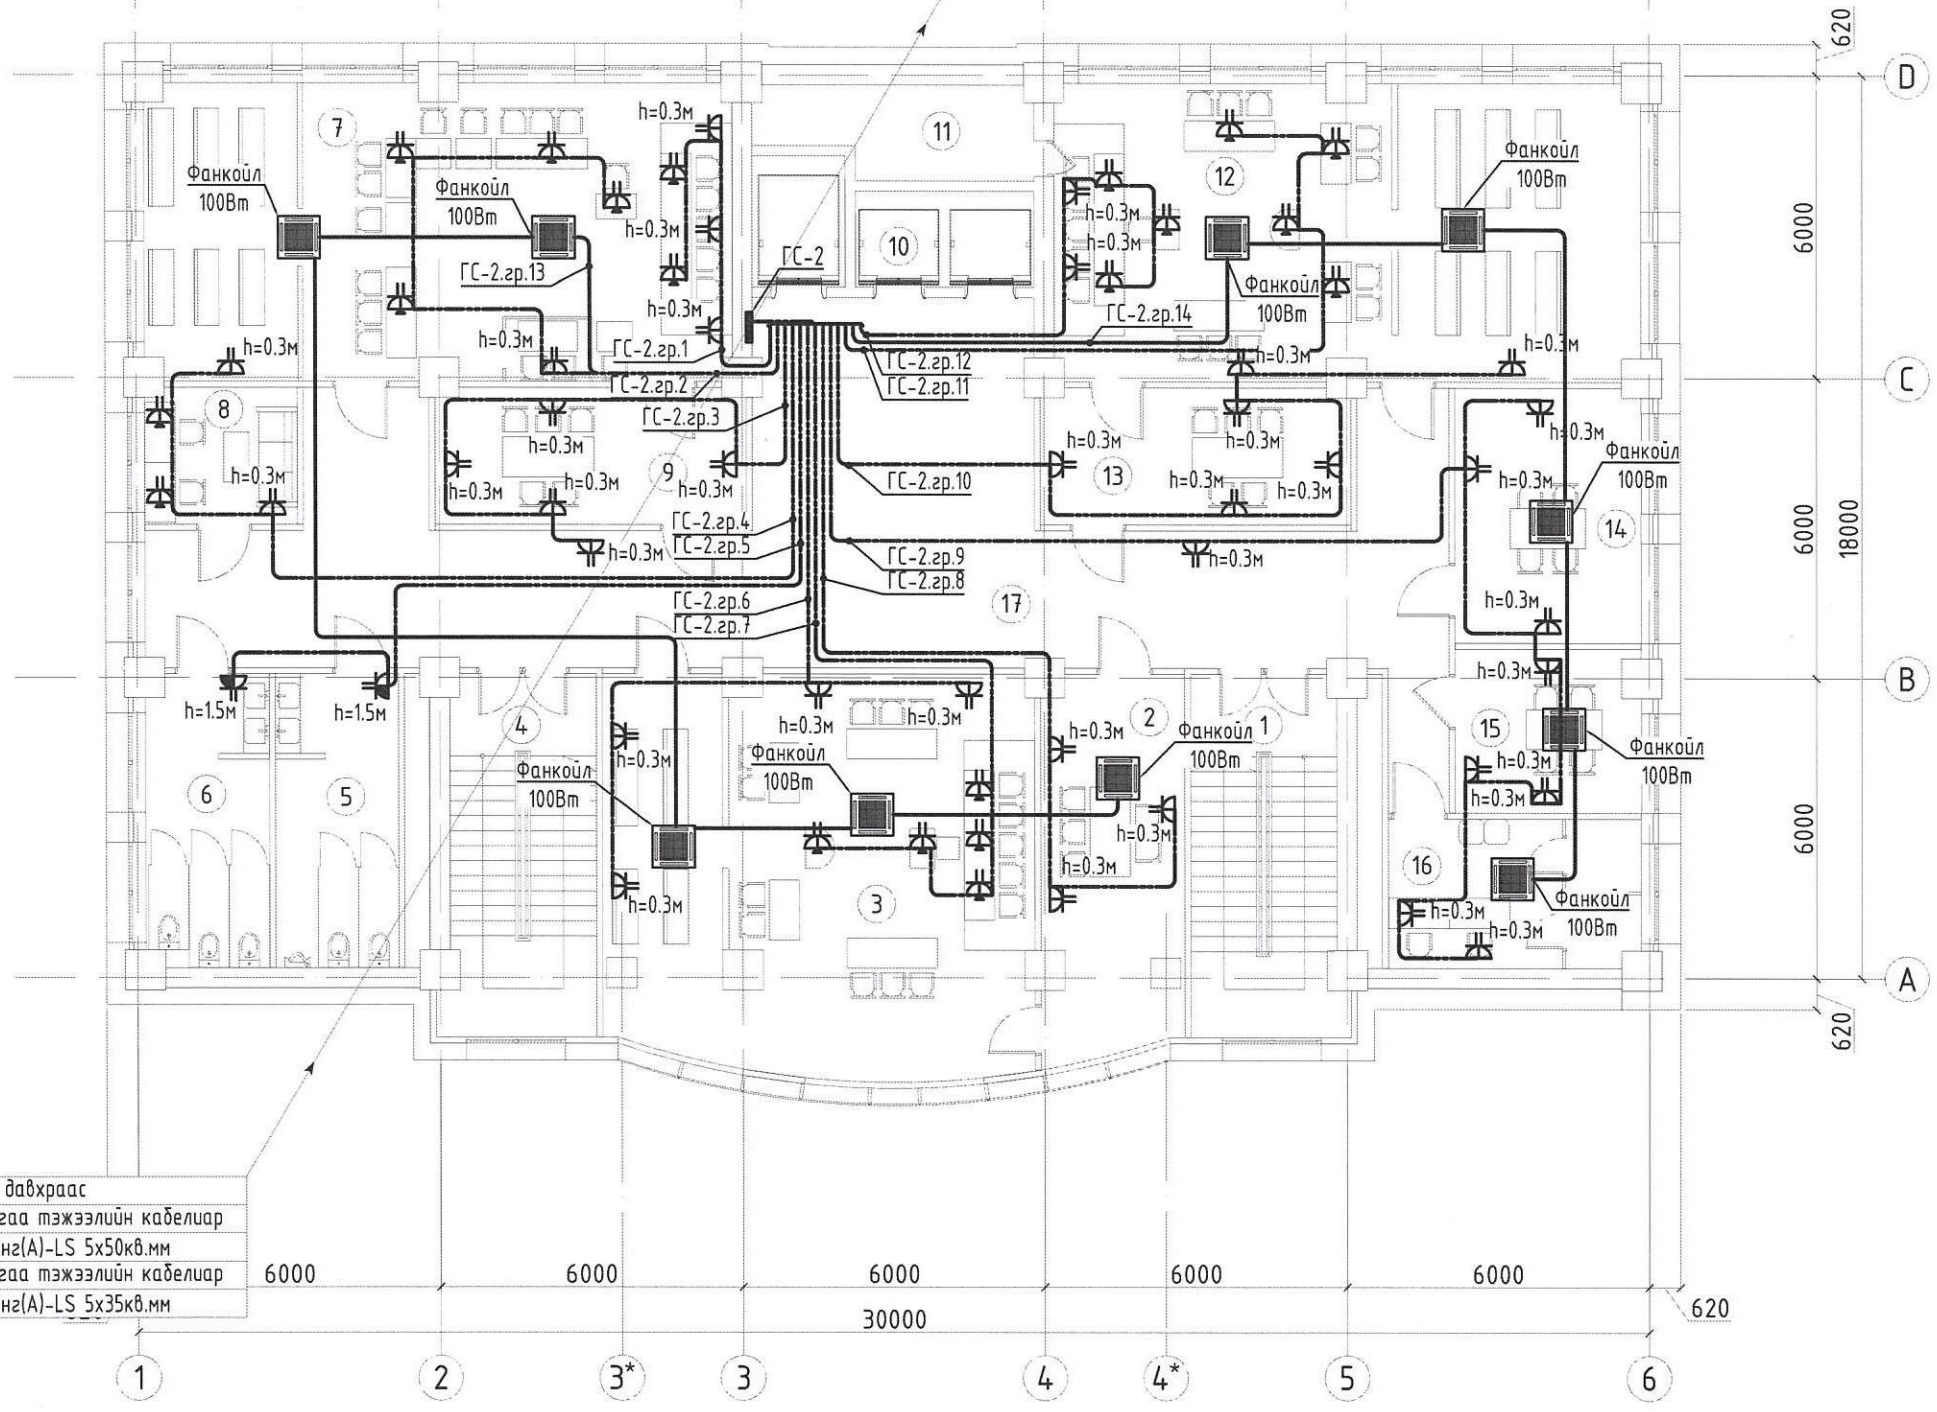 620
D
h=0.3м
7
11
12
Фанкойл
100Вт
Фанкойл
100Вт
Фанкойл
100Вт
h=0.3м
h=0.3м
h=0.3м
6000
10
ГС-2
ГС-2.гр.13
Фанкойл
100Вт
h=0.3м
ГС-2.гр.14
h=0.3м
h=0.3м
ГС-2.гр.1
h=0.3м
h=0.3м
ГС-2.гр.12
ГС-2.гр.2
ГС-2.гр.11
C
8
ГС-2.гр.3
h=0.3м
h=0.3м
h=0.3м
h=0.3м
Фанкойл
100Вт
h=0.3м
9
13
h=0.3м
h=0.3м
h=0.3м
h=0.3м
ГС-2.гр.10
h=0.3м
h=0.3м
h=0.3м
ГС-2.гр.4
14
6000
18000
ГС-2.гр.5
h=0.3м
ГС-2.гр.9
h=0.3м
ГС-2.гр.8
ГС-2.гр.6
17
h=0.3м
ГС-2.гр.7
h=0.3м
B
h=1.5м
h=1.5м
4
h=0.3м
h=0.3м
2
1
15
Фанкойл
100Вт
h=0.3м
h=0.3м
Фанкойл
100Вт
Фанкойл
100Вт
h=0.3м
Фанкойл
100Вт
6
5
h=0.3м
h=0.3м
6000
h=0.3м
16
h=0.3м
3
h=0.3м
h=0.3м
Фанкойл
100Вт
A
620
давхраас
гаа тэжээлийн кабелиар
нг(А)-LS 5х50кв.мм
гаа тэжээлийн кабелиар
нг(А)-LS 5х35кв.мм
6000
6000
6000
6000
6000
30000
620
1
2
3*
3
4
4*
5
6